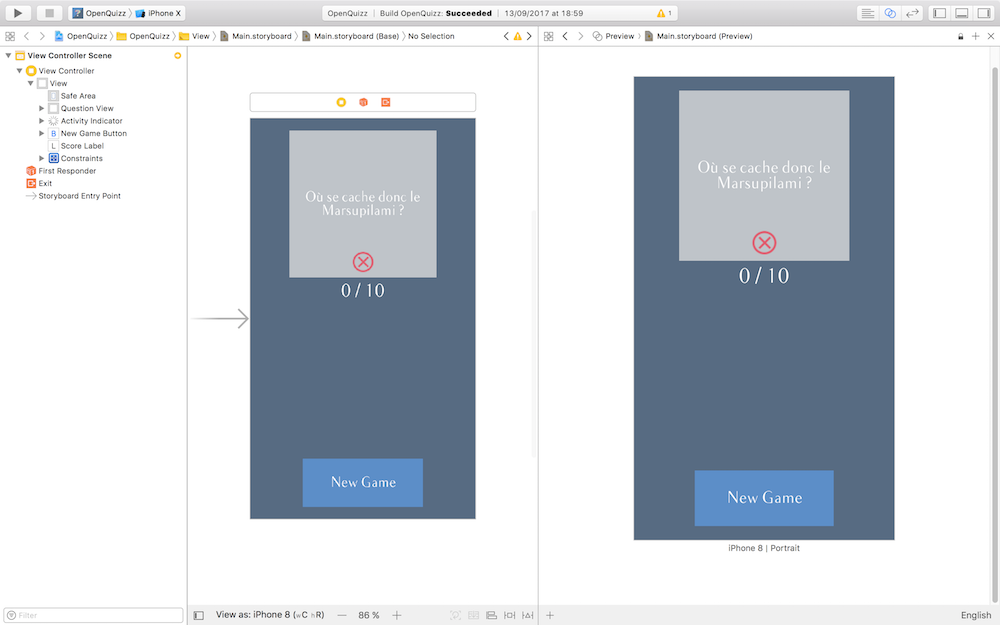 OpenQuizz iPhone X
OpenQuizz | Build OpenQuizz: Succeeded | 13/09/2017 at 18:59
1
OpenQuizz OpenQuizz View Main.storyboard Main.storyboard (Base) No Selection
Preview Main.storyboard (Preview)
View Controller Scene
View Controller
View
Safe Area
Question View
Activity Indicator
B New Game Button
L Score Label
Constraints
First Responder
Exit
Storyboard Entry Point
Filter
Où se cache donc le
Marsupilami ?
0 / 10
New Game
View as: iPhone 8 (wC hR) — 86 % +
Où se cache donc le
Marsupilami ?
0 / 10
New Game
iPhone 8 | Portrait
English